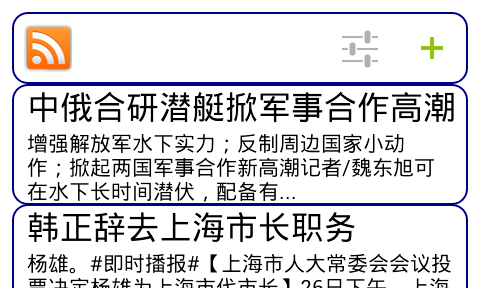 中俄合研潜艇掀军事合作高潮
增强解放军水下实力；反制周边国家小动
作；掀起两国军事合作新高潮记者/魏东旭可
在水下长时间潜伏，配备有...
韩正辞去上海市长职务
杨雄。#即时播报#【上海市人大常委会会议投
票决定杨雄为上海市代市长】26日下午，上海